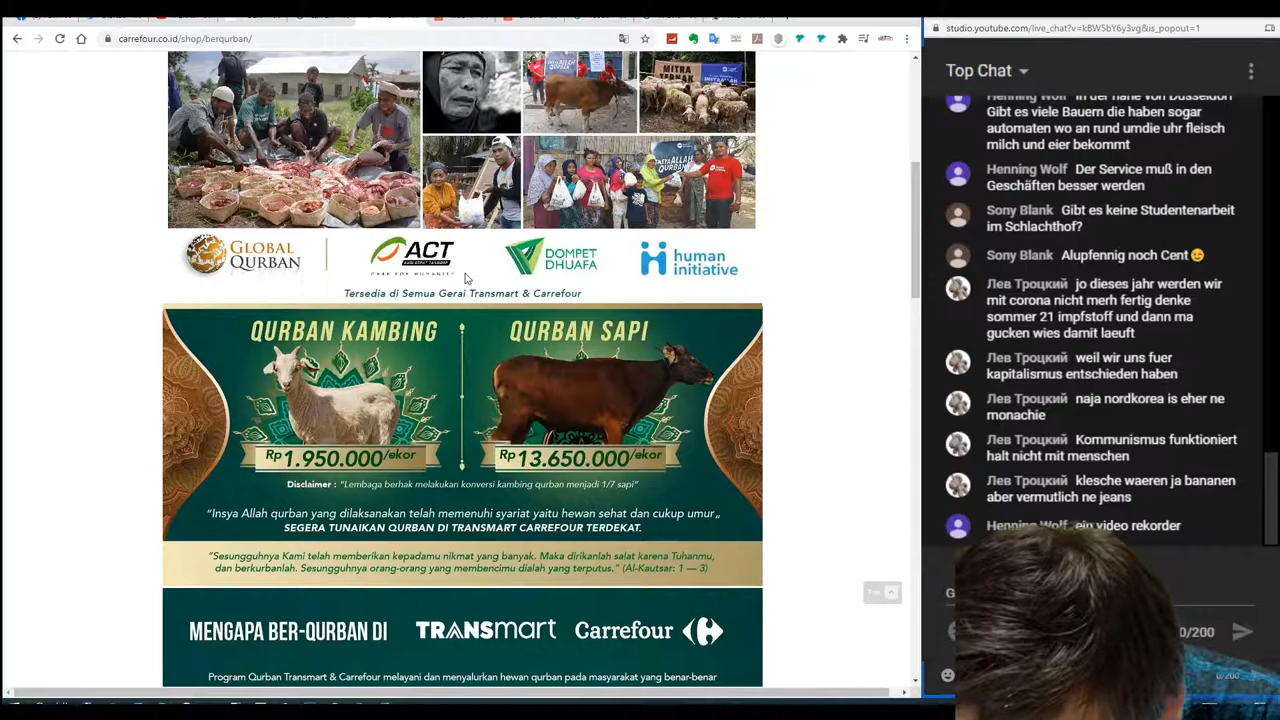 carrefour.co.id/shop/berqurban/
MITRA
TERNAK
GLOBAL
QURBAN
ACT
DOMPET
DHUAFA
human
initiative
Tersedia di Semua Gerai Transmart & Carrefour
QURBAN KAMBING
QURBAN SAPI
Rp1.950.000/ekor
Rp13.650.000/ekor
Disclaimer : “Lembaga berhak melakukan konversi kambing qurban menjadi 1/7 sapi”
“Insya Allah qurban yang dilaksanakan telah memenuhi syariat yaitu hewan sehat dan cukup umur„
SEGERA TUNAIKAN QURBAN DI TRANSMART CARREFOUR TERDEKAT.
“Sesungguhnya Kami telah memberikan kepadamu nikmat yang banyak. Maka dirikanlah salat karena Tuhanmu,
dan berkurbanlah. Sesungguhnya orang-orang yang membencimu dialah yang terputus.” (Al-Kautsar: 1 — 3)
Top
MENGAPA BER-QURBAN DI
TRANSmart
Carrefour
Program Qurban Transmart & Carrefour melayani dan menyalurkan hewan qurban pada masyarakat yang benar-benar
studio.youtube.com/live_chat?v=kBW5bY6y3vg&is_popout=1
Top Chat
Henning Wolf in der nähe von Düsseldorf
Gibt es viele Bauern die haben sogar
automaten wo an rund umdie uhr fleisch
milch und eier bekommt
Henning Wolf Der Service muß in den
Geschäften besser werden
Sony Blank Gibt es keine Studentenarbeit
im Schlachthof?
Sony Blank Alupfennig noch Cent😉
Лев Троцкий jo dieses jahr werden wir
mit corona nicht merh fertig denke
sommer 21 impfstoff und dann ma
gucken wies damit laeuft
Лев Троцкий weil wir uns fuer
kapitalismus entschieden haben
Лев Троцкий naja nordkorea is eher ne
monachie
Лев Троцкий Kommunismus funktioniert
halt nicht mit menschen
Лев Троцкий klesche waeren ja bananen
aber vermutlich ne jeans
Henning Wolf ein video rekorder
0/200
0/200